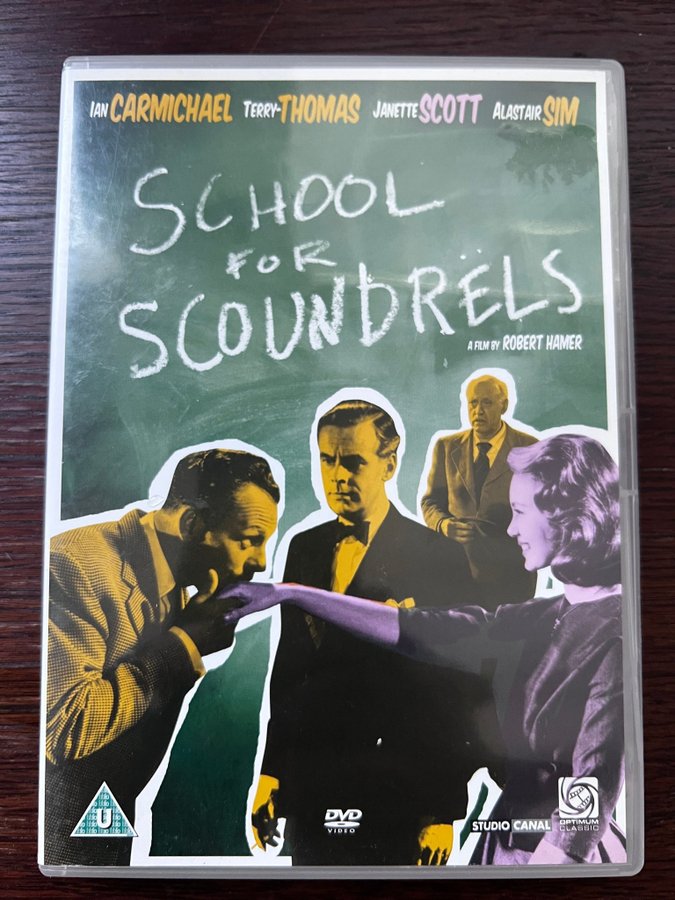 IAN CARMICHAEL TERRY-THOMAS JANETTE SCOTT ALASTAIR SIM
SCHOOL
FOR
SCOUNDRËLS
A FILM BY ROBERT HAMER
U
DVD
VIDEO
STUDIO CANAL
OPTIMUM
CLASSIC